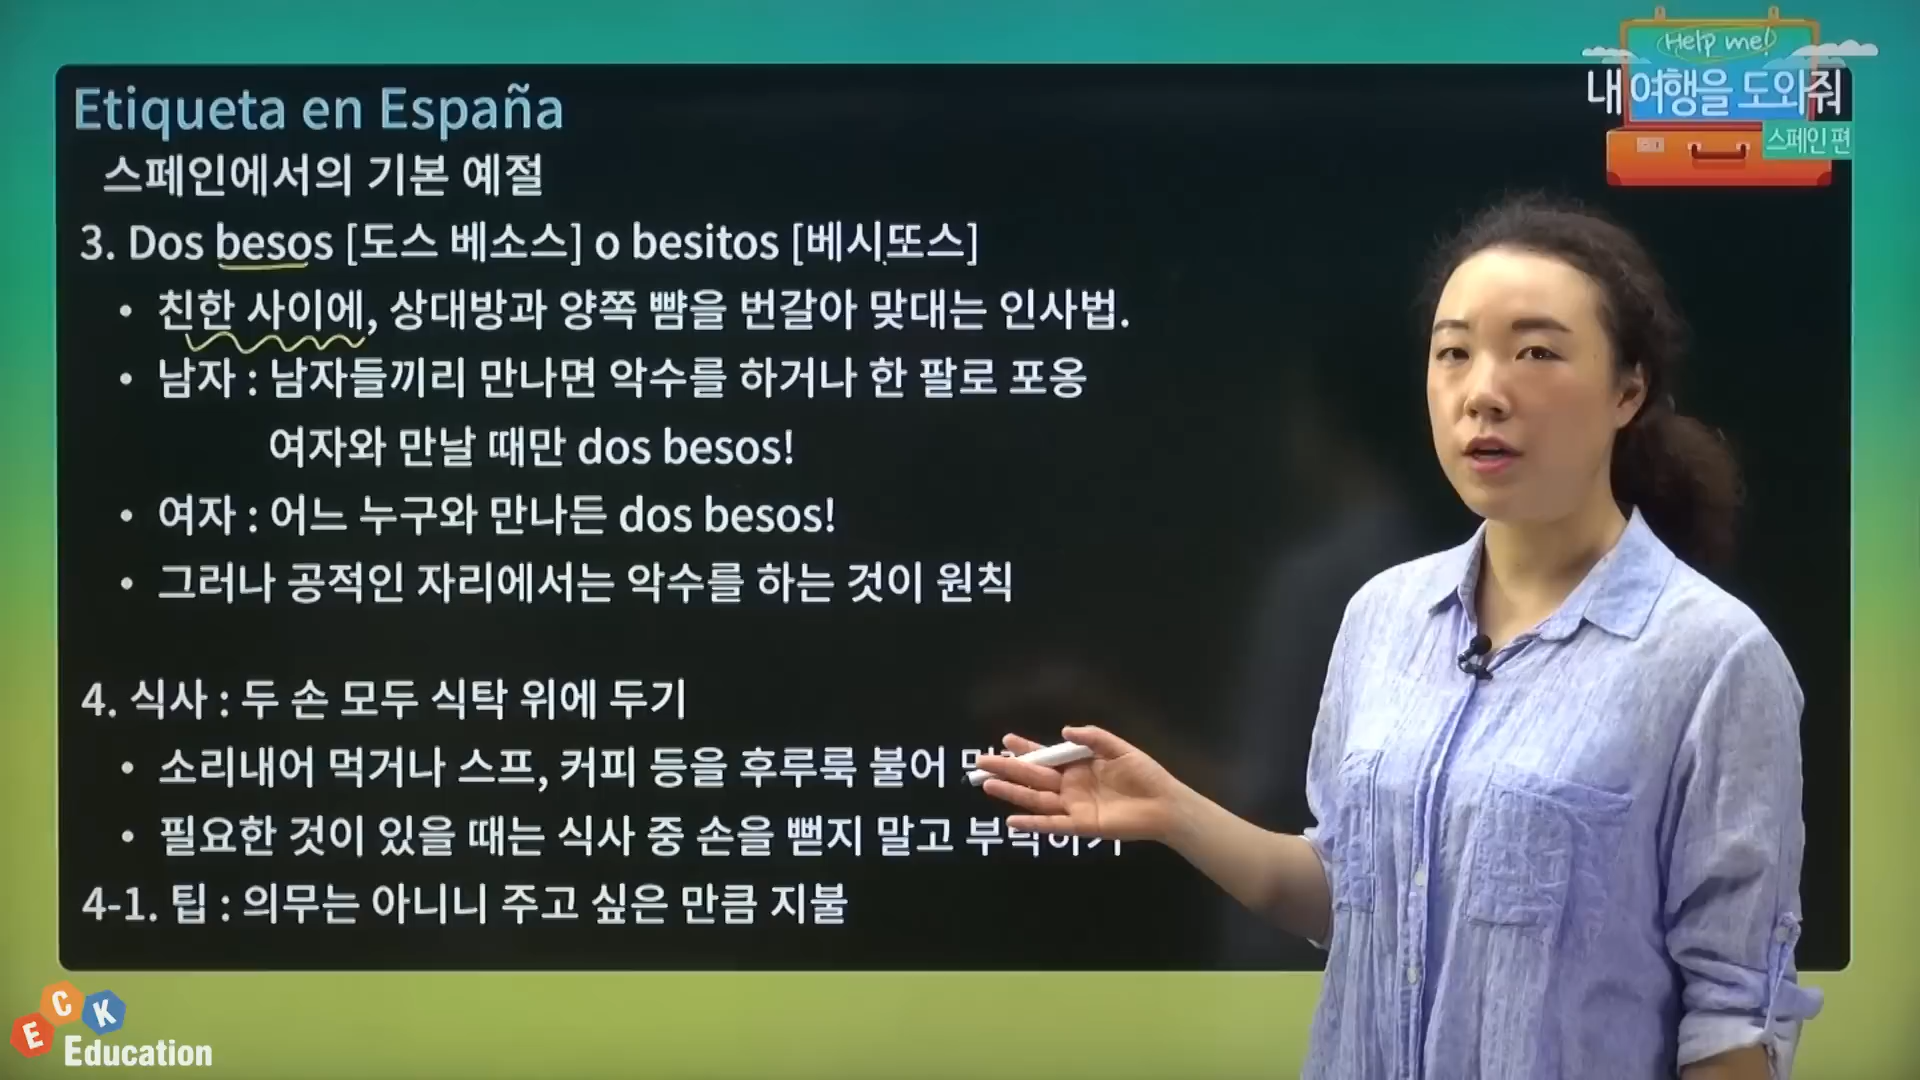 Help me!
내 여행을 도와줘
스페인 편
Etiqueta en España
스페인에서의 기본 예절
3. Dos besos [도스 베소스] o besitos [베시또스]
• 친한 사이에, 상대방과 양쪽 뺨을 번갈아 맞대는 인사법.
• 남자 : 남자들끼리 만나면 악수를 하거나 한 팔로 포옹
여자와 만날 때만 dos besos!
• 여자 : 어느 누구와 만나든 dos besos!
• 그러나 공적인 자리에서는 악수를 하는 것이 원칙
4. 식사 : 두 손 모두 식탁 위에 두기
• 소리내어 먹거나 스프, 커피 등을 후루룩 불어
• 필요한 것이 있을 때는 식사 중 손을 뻗지 말고 부탁하기
4-1. 팁 : 의무는 아니니 주고 싶은 만큼 지불
ECK
Education